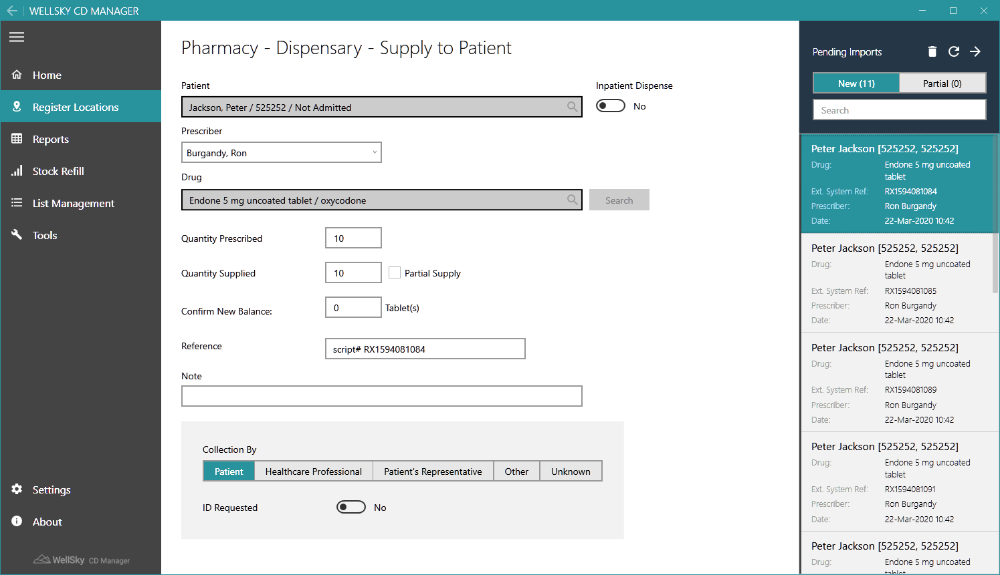 WELLSKY CD MANAGER
Home
Register Locations
Reports
Stock Refill
List Management
Tools
Settings
About
WellSky CD Manager
Pharmacy - Dispensary - Supply to Patient
Patient
Jackson, Peter / 525252 / Not Admitted
Inpatient Dispense
No
Prescriber
Burgandy, Ron
Drug
Endone 5 mg uncoated tablet / oxycodone
Search
Quantity Prescribed
10
Quantity Supplied
10
Partial Supply
Confirm New Balance:
0
Tablet(s)
Reference
script# RX1594081084
Note
Collection By
Patient
Healthcare Professional
Patient's Representative
Other
Unknown
ID Requested
No
Pending Imports
New (11)
Partial (0)
Search
Peter Jackson [525252, 525252]
Drug: Endone 5 mg uncoated
tablet
Ext. System Ref: RX1594081084
Prescriber: Ron Burgandy
Date: 22-Mar-2020 10:42
Peter Jackson [525252, 525252]
Drug: Endone 5 mg uncoated
tablet
Ext. System Ref: RX1594081085
Prescriber: Ron Burgandy
Date: 22-Mar-2020 10:42
Peter Jackson [525252, 525252]
Drug: Endone 5 mg uncoated
tablet
Ext. System Ref: RX1594081089
Prescriber: Ron Burgandy
Date: 22-Mar-2020 10:42
Peter Jackson [525252, 525252]
Drug: Endone 5 mg uncoated
tablet
Ext. System Ref: RX1594081091
Prescriber: Ron Burgandy
Date: 22-Mar-2020 10:42
Peter Jackson [525252, 525252]
Drug: Endone 5 mg uncoated
tablet